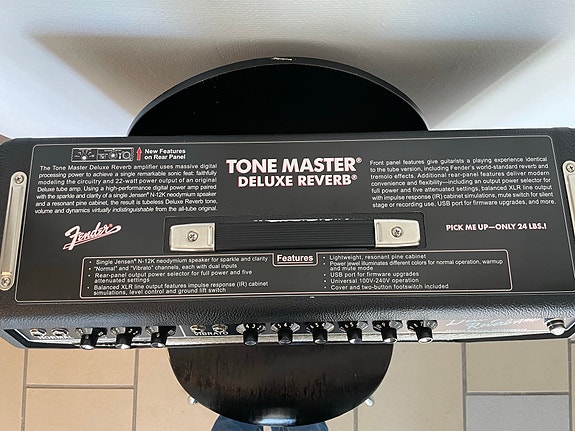 New Features
on Rear Panel
The Tone Master Deluxe Reverb amplifier uses massive digital
processing power to achieve a single remarkable sonic feat: faithfully
modeling the circuitry and 22-watt power output of an original
Deluxe tube amp. Using a high-performance digital power amp paired
with the sparkle and clarity of a single Jensen® N-12K neodymium speaker
and a resonant pine cabinet, the result is tubeless Deluxe Reverb tone,
volume and dynamics virtually indistinguishable from the all-tube original.
TONE MASTER®
DELUXE REVERB®
Front panel features give guitarists a playing experience identical
to the tube version, including Fender's world-standard reverb and
tremolo effects. Additional rear-panel features deliver modern
convenience and flexibility—including an output power selector for
full power and five attenuated settings, balanced XLR line output
with impulse response (IR) cabinet simulations, mute switch for silent
stage or recording use, USB port for firmware upgrades, and more.
Fender
PICK ME UP—ONLY 24 LBS.!
Features
• Single Jensen® N-12K neodymium speaker for sparkle and clarity
• "Normal" and "Vibrato" channels, each with dual inputs
• Rear-panel output power selector for full power and five
attenuated settings
• Balanced XLR line output features impulse response (IR) cabinet
simulations, level control and ground lift switch
• Lightweight, resonant pine cabinet
• Power jewel illuminates different colors for normal operation, warmup
and mute mode
• USB port for firmware upgrades
• Universal 100V-240V operation
• Cover and two-button footswitch included
NORMAL
VIBRATO